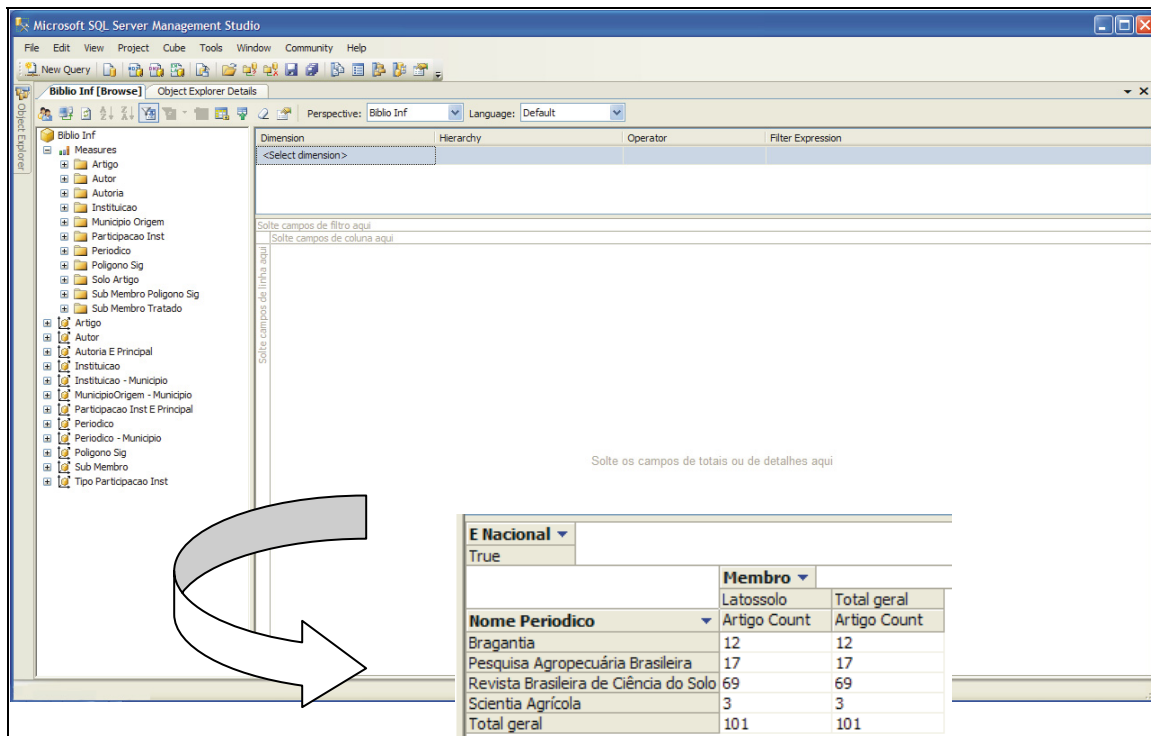 Microsoft SQL Server Management Studio
File Edit View Project Cube Tools Window Community Help
New Query
Biblio Inf [Browse] Object Explorer Details
Object Explorer
Perspective: Biblio Inf Language: Default
Biblio Inf
Measures
Artigo
Autor
Autoria
Instituicao
Municipio Origem
Participacao Inst
Periodico
Poligono Sig
Solo Artigo
Sub Membro Poligono Sig
Sub Membro Tratado
Artigo
Autor
Autoria E Principal
Instituicao
Instituicao - Municipio
MunicipioOrigem - Municipio
Participacao Inst E Principal
Periodico
Periodico - Municipio
Poligono Sig
Sub Membro
Tipo Participacao Inst
Dimension Hierarchy Operator Filter Expression
<Select dimension>
Solte campos de filtro aqui
Solte campos de coluna aqui
Solte campos de linha aqui
Solte os campos de totais ou de detalhes aqui
E Nacional
True
Membro
Latossolo Total geral
Nome Periodico Artigo Count Artigo Count
Bragantia 12 12
Pesquisa Agropecuária Brasileira 17 17
Revista Brasileira de Ciência do Solo 69 69
Scientia Agrícola 3 3
Total geral 101 101